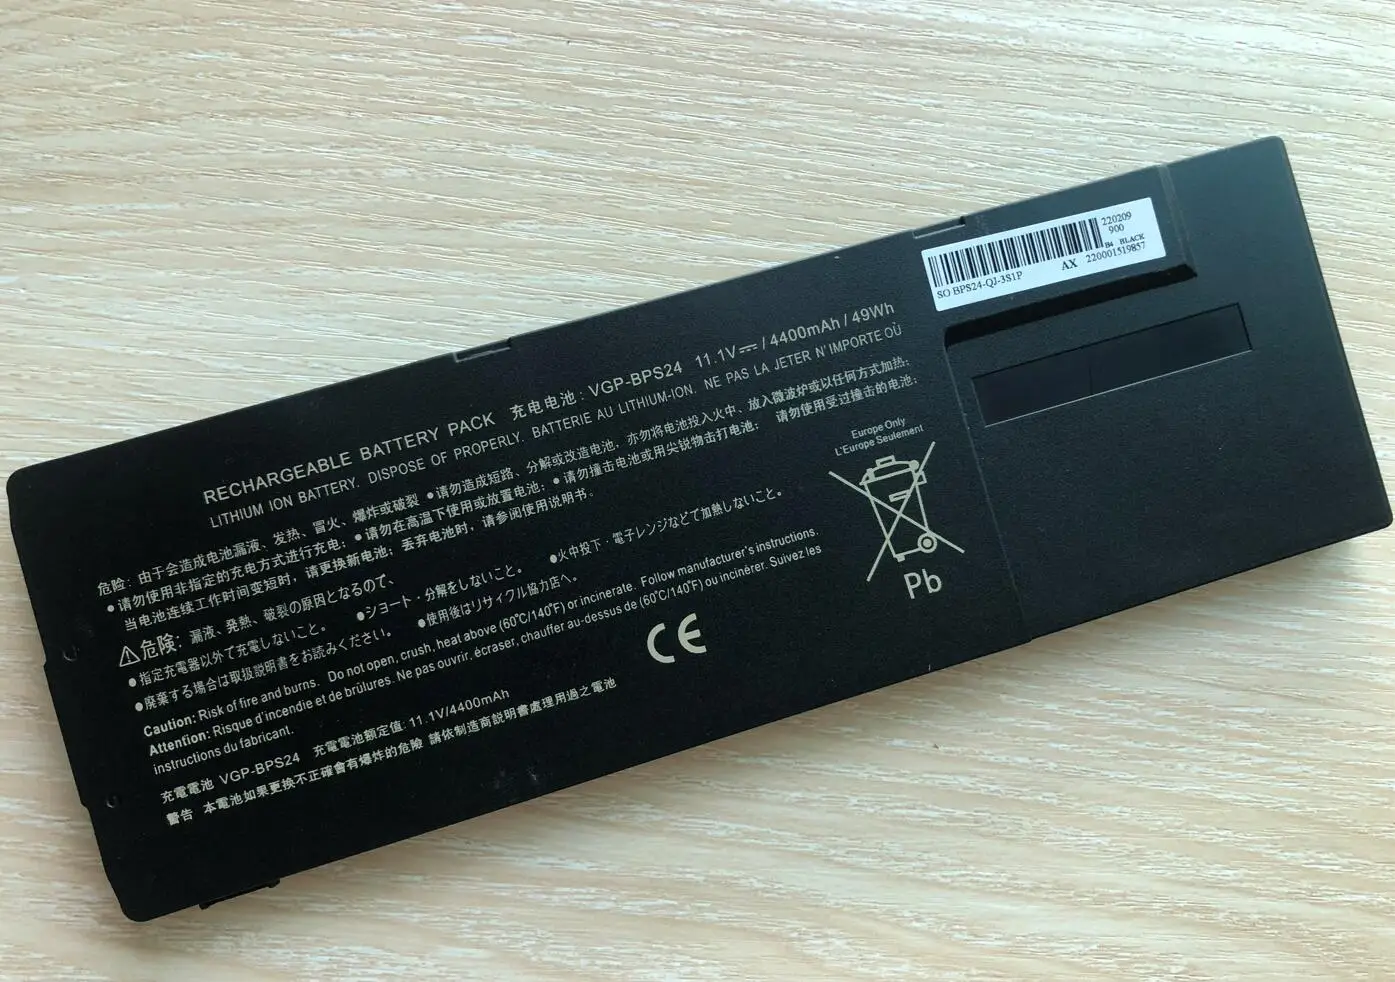 220209
900
B4 BLACK
SO BPS24-QJ-3S1P AX 220001519857
RECHARGEABLE BATTERY PACK 充电电池：VGP-BPS24 11.1V⎓/4400mAh/49Wh
LITHIUM ION BATTERY. DISPOSE OF PROPERLY. BATTERIE AU LITHIUM-ION. NE PAS LA JETER N'IMPORTE OÙ
危险：由于会造成电池漏液、发热、冒火、爆炸或破裂 ●请勿造成短路、分解或改造电池，亦勿将电池投入火中、放入微波炉或以任何方式加热；
●请勿使用非指定的充电方式进行充电；●请勿在高温下使用或放置电池；●请勿撞击电池或用尖锐物击打电池； 请勿使用受过撞击的电池；
当电池连续工作时间变短时，请更换新电池；丢弃电池时，请参阅使用说明书。
⚠危険：漏液、発熱、破裂の原因となるので、
●指定充電器以外で充電しないこと。 ●ショート・分解をしないこと。 ●火中投下・電子レンジなどで加熱しないこと。
●廃棄する場合は取扱説明書をお読みください。 ●使用後はリサイクル協力店へ。
Caution: Risk of fire and burns. Do not open, crush, heat above (60℃/140℉) or incinerate. Follow manufacturer's instructions.
Attention: Risque d'incendie et de brûlures. Ne pas ouvrir, écraser, chauffer au-dessus de (60℃/140℉) ou incinérer. Suivez les
instructions du fabricant.
充電電池 VGP-BPS24 充電電池額定值: 11.1V/4400mAh
警告 本電池如果更换不正確會有爆炸的危險 請依制造商説明書處理用過之電池
CE
Europe Only
L'Europe Seulement
Pb